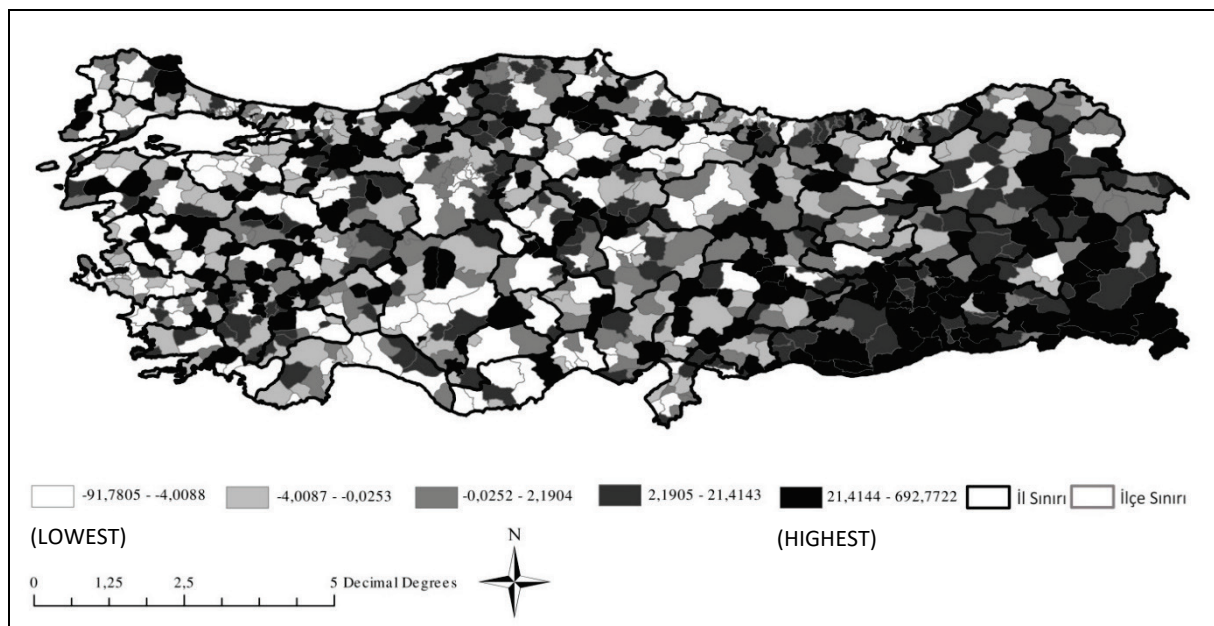 -91,7805 - -4,0088 -4,0087 - -0,0253 -0,0252 - 2,1904 2,1905 - 21,4143 21,4144 - 692,7722 İl Sınırı İlçe Sınırı
(LOWEST) (HIGHEST)
N
0 1,25 2,5 5 Decimal Degrees